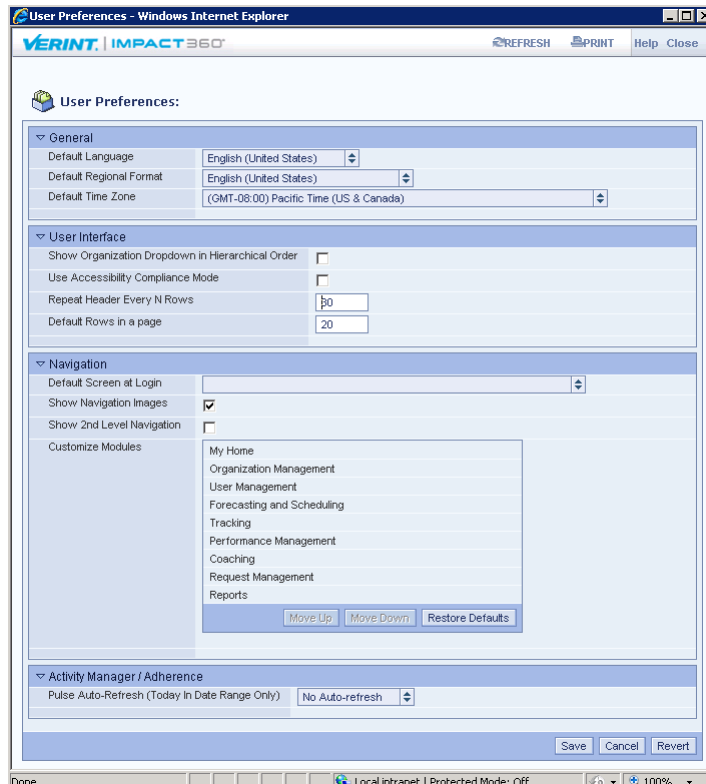 User Preferences - Windows Internet Explorer
VERINT. | IMPACT360° REFRESH PRINT Help Close
User Preferences:
General
Default Language English (United States)
Default Regional Format English (United States)
Default Time Zone (GMT-08:00) Pacific Time (US & Canada)
User Interface
Show Organization Dropdown in Hierarchical Order
Use Accessibility Compliance Mode
Repeat Header Every N Rows 30
Default Rows in a page 20
Navigation
Default Screen at Login
Show Navigation Images
Show 2nd Level Navigation
Customize Modules
My Home
Organization Management
User Management
Forecasting and Scheduling
Tracking
Performance Management
Coaching
Request Management
Reports
Move Up Move Down Restore Defaults
Activity Manager / Adherence
Pulse Auto-Refresh (Today In Date Range Only) No Auto-refresh
Save Cancel Revert
Done Local intranet | Protected Mode: Off 100%